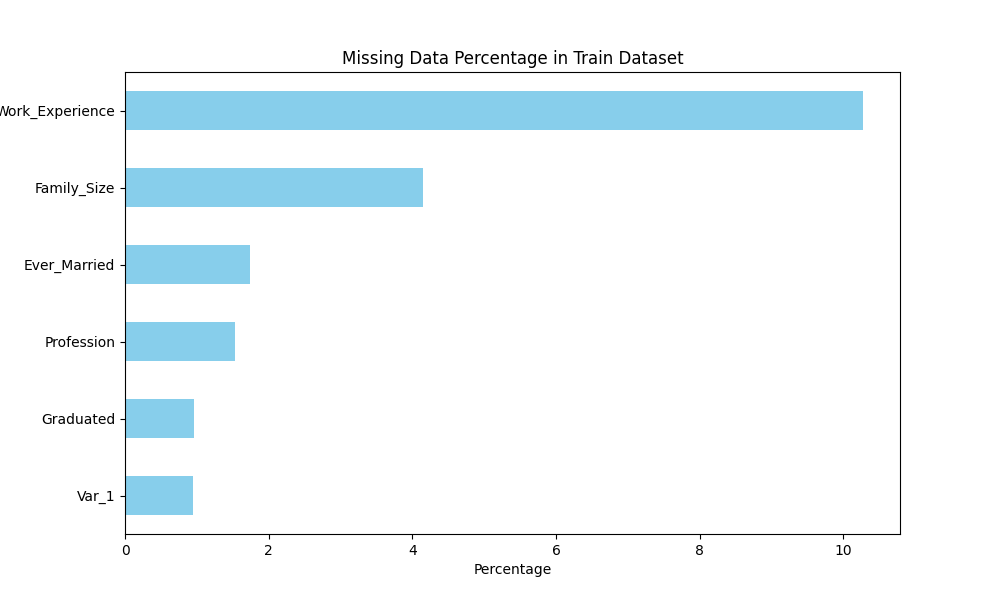 Missing Data Percentage in Train Dataset
Work_Experience
Family_Size
Ever_Married
Profession
Graduated
Var_1
0 2 4 6 8 10
Percentage